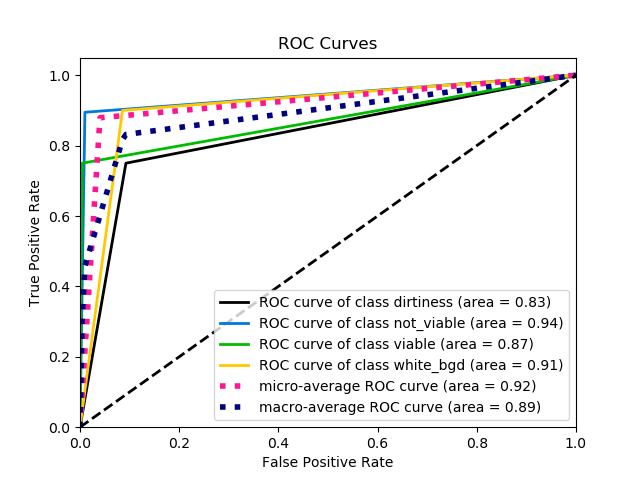 ROC Curves
1.0
0.8
0.6
0.4
0.2
0.0
True Positive Rate
ROC curve of class dirtiness (area = 0.83)
ROC curve of class not_viable (area = 0.94)
ROC curve of class viable (area = 0.87)
ROC curve of class white_bgd (area = 0.91)
micro-average ROC curve (area = 0.92)
macro-average ROC curve (area = 0.89)
0.0 0.2 0.4 0.6 0.8 1.0
False Positive Rate